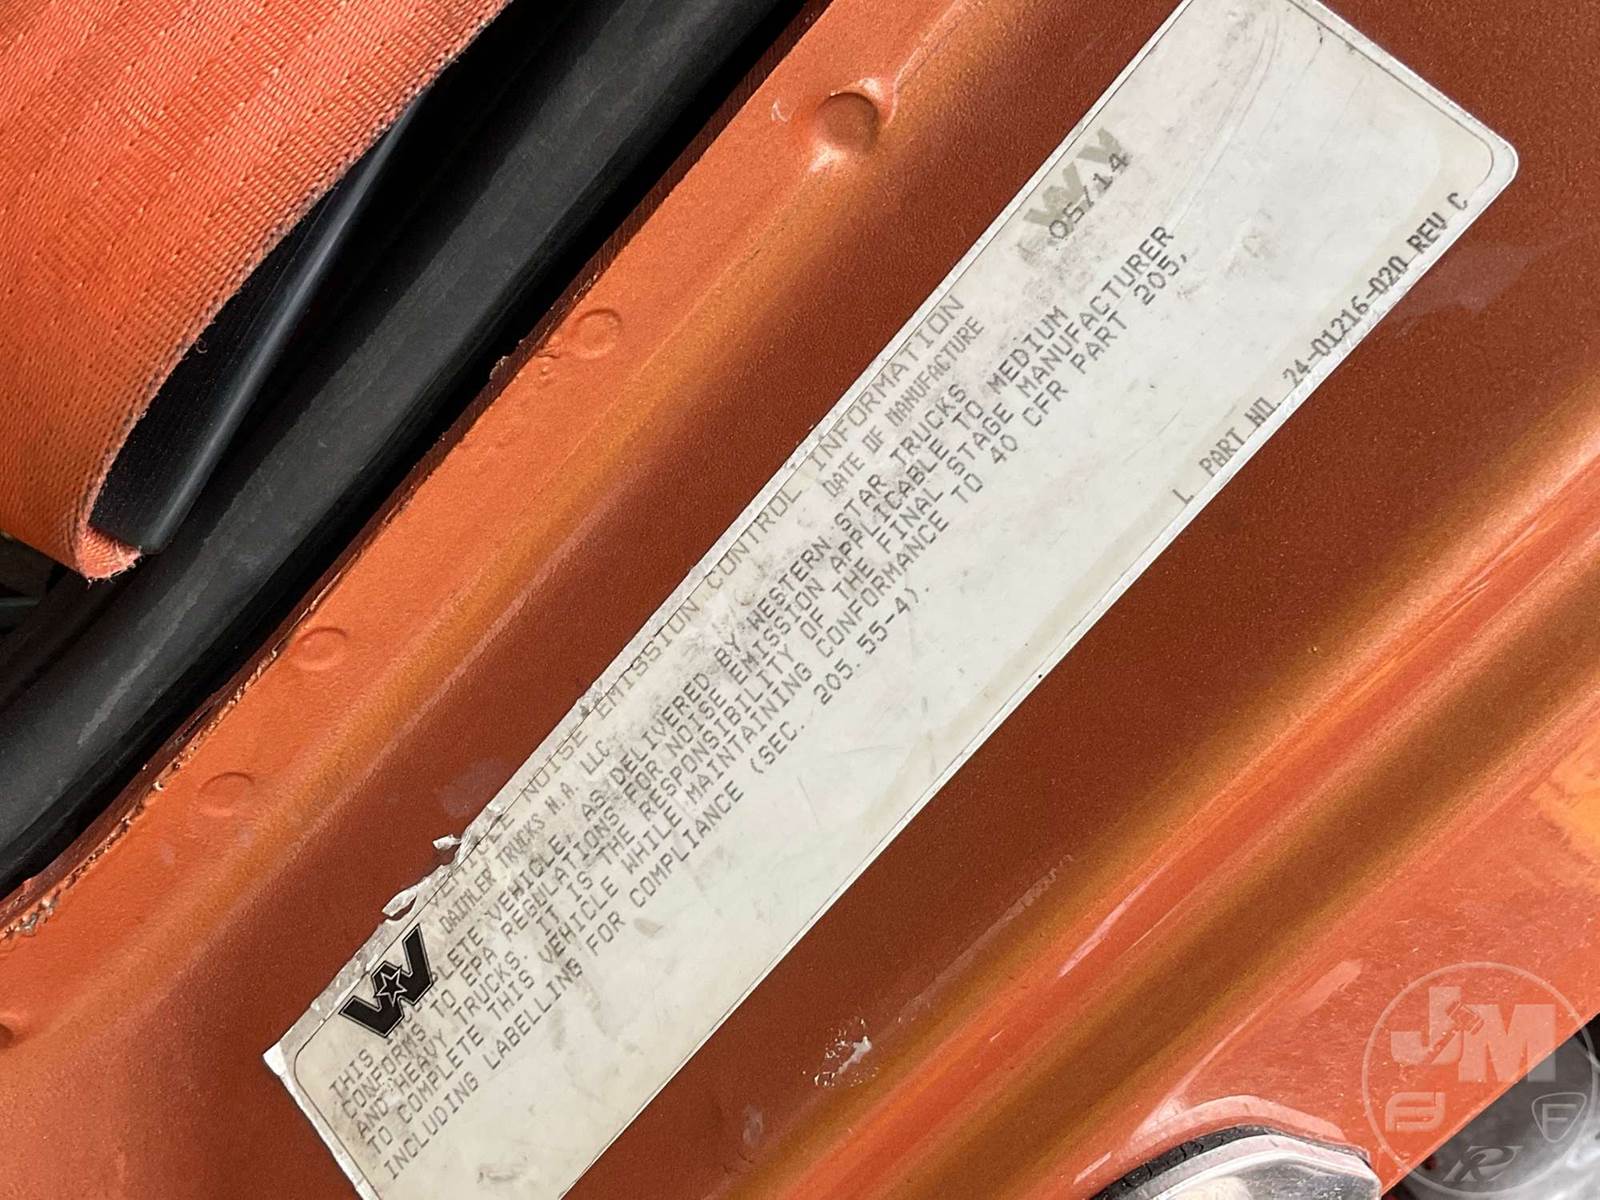 VEHICLE NOISE EMISSION CONTROL INFORMATION
DAIMLER TRUCKS N.A. LLC DATE OF MANUFACTURE 05/14
THIS INCOMPLETE VEHICLE, AS DELIVERED BY WESTERN STAR TRUCKS
CONFORMS TO EPA REGULATIONS FOR NOISE EMISSION APPLICABLE TO MEDIUM
AND HEAVY TRUCKS. IT IS THE RESPONSIBILITY OF THE FINAL STAGE MANUFACTURER
TO COMPLETE THIS VEHICLE WHILE MAINTAINING CONFORMANCE TO 40 CFR PART 205,
INCLUDING LABELLING FOR COMPLIANCE (SEC. 205.55-4).
L PART NO. 24-01216-020 REV C
JM